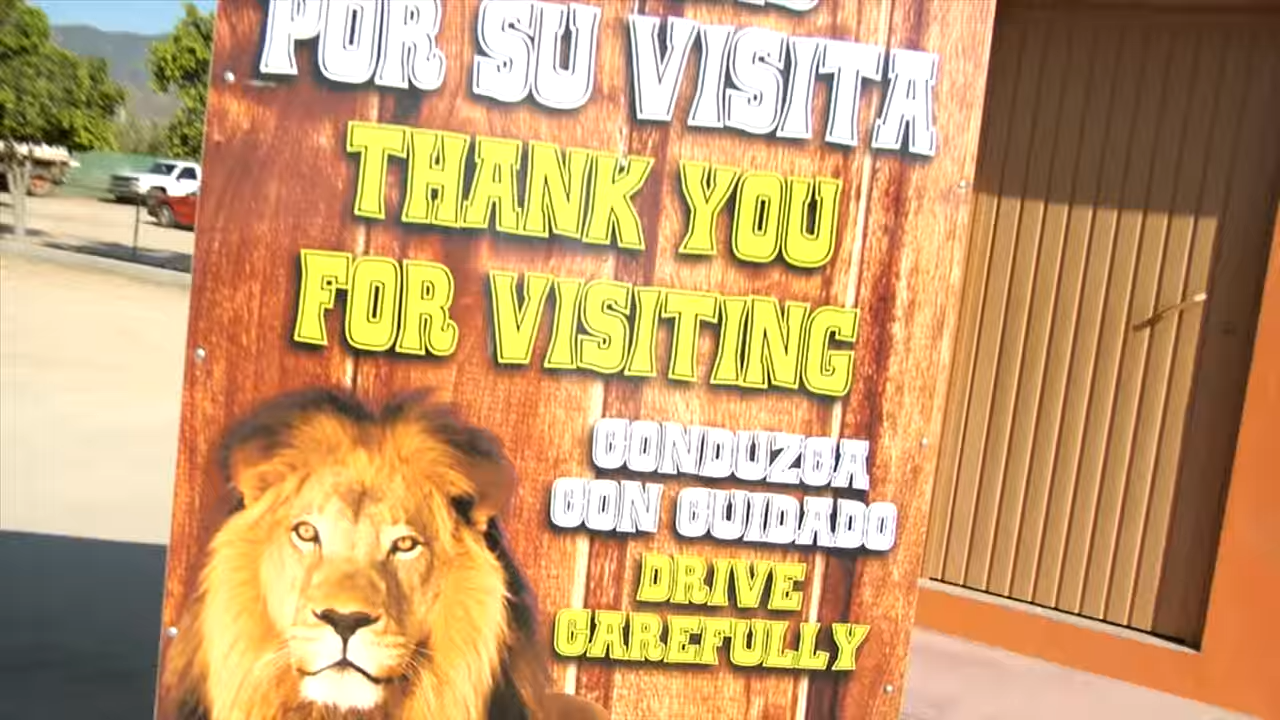 POR SU VISITA
THANK YOU
FOR VISITING
CONDUZCA
CON CUIDADO
DRIVE
CAREFULLY